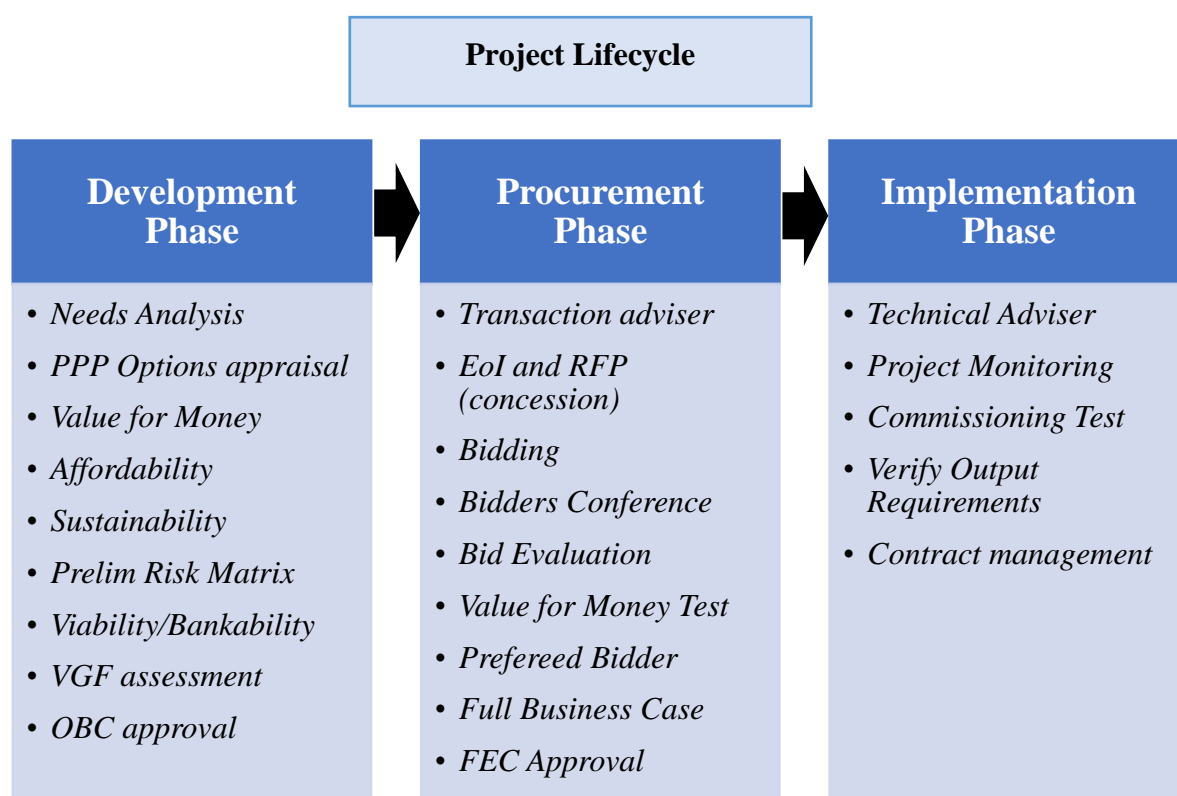 Project Lifecycle
Development
Phase
• Needs Analysis
• PPP Options appraisal
• Value for Money
• Affordability
• Sustainability
• Prelim Risk Matrix
• Viability/Bankability
• VGF assessment
• OBC approval
Procurement
Phase
• Transaction adviser
• EoI and RFP
(concession)
• Bidding
• Bidders Conference
• Bid Evaluation
• Value for Money Test
• Prefereed Bidder
• Full Business Case
• FEC Approval
Implementation
Phase
• Technical Adviser
• Project Monitoring
• Commissioning Test
• Verify Output
Requirements
• Contract management